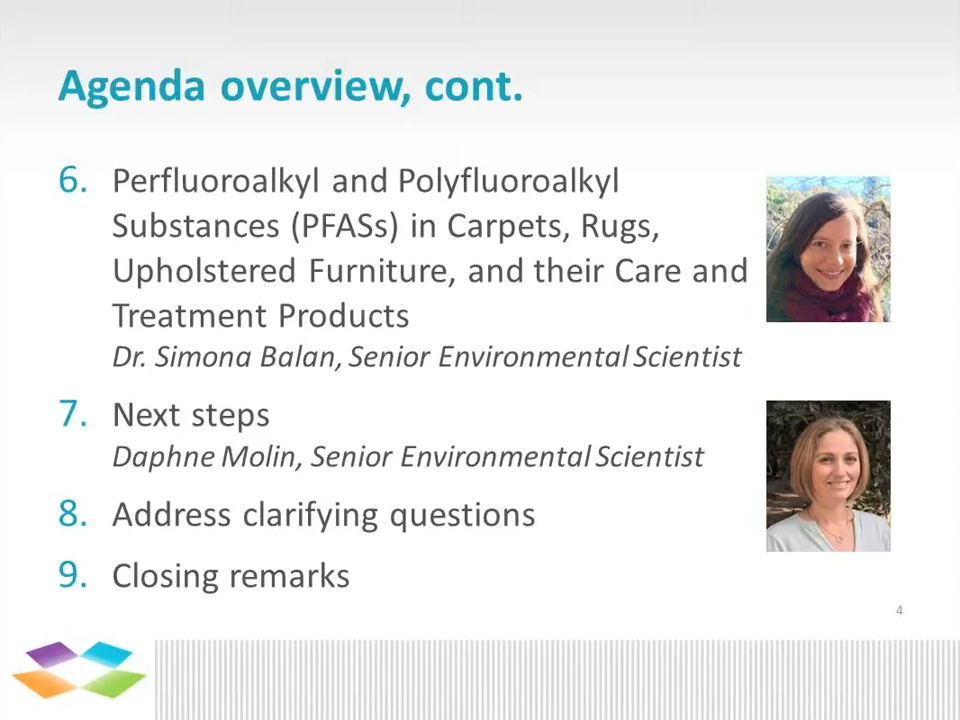 Agenda overview, cont.
6. Perfluoroalkyl and Polyfluoroalkyl
Substances (PFASs) in Carpets, Rugs,
Upholstered Furniture, and their Care and
Treatment Products
Dr. Simona Balan, Senior Environmental Scientist
7. Next steps
Daphne Molin, Senior Environmental Scientist
8. Address clarifying questions
9. Closing remarks
4